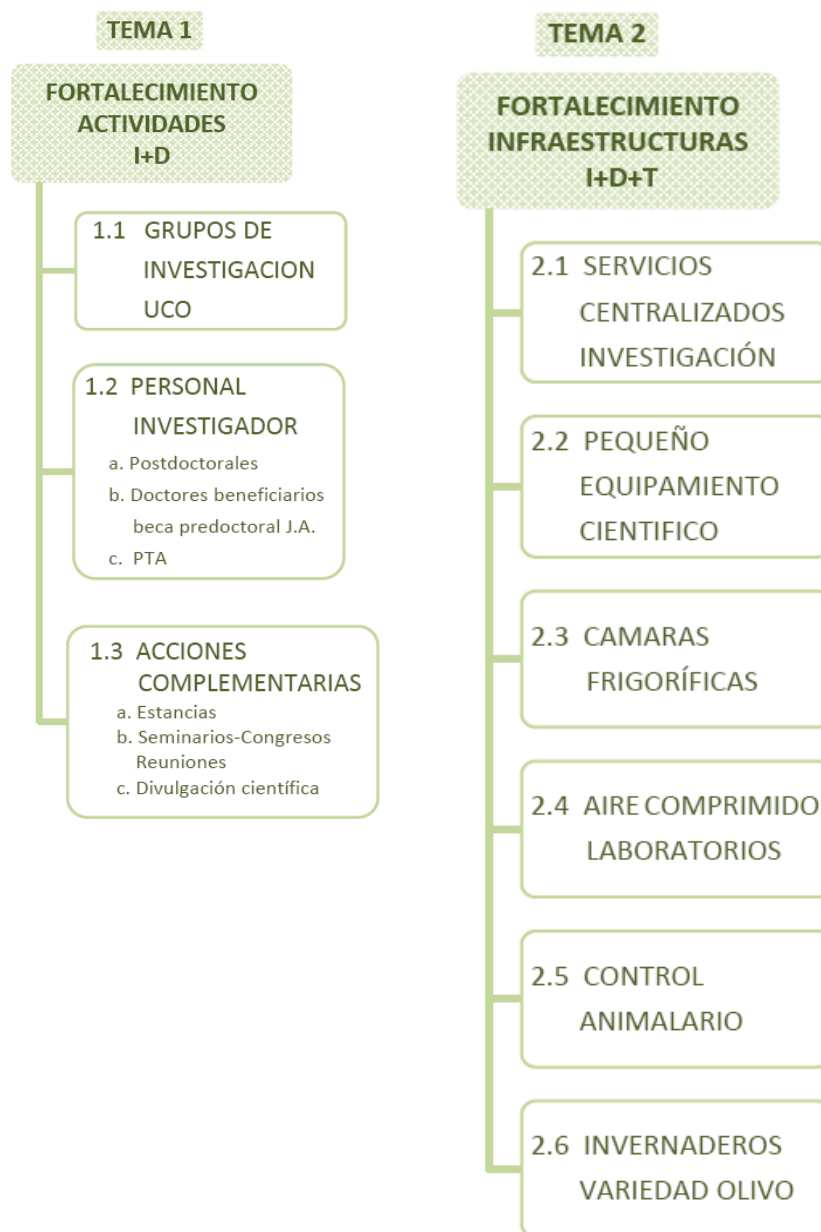 TEMA 1
FORTALECIMIENTO
ACTIVIDADES
I+D
1.1 GRUPOS DE
INVESTIGACION
UCO
1.2 PERSONAL
INVESTIGADOR
a. Postdoctorales
b. Doctores beneficiarios
beca predoctoral J.A.
c. PTA
1.3 ACCIONES
COMPLEMENTARIAS
a. Estancias
b. Seminarios-Congresos
Reuniones
c. Divulgación científica
TEMA 2
FORTALECIMIENTO
INFRAESTRUCTURAS
I+D+T
2.1 SERVICIOS
CENTRALIZADOS
INVESTIGACIÓN
2.2 PEQUEÑO
EQUIPAMIENTO
CIENTIFICO
2.3 CAMARAS
FRIGORÍFICAS
2.4 AIRE COMPRIMIDO
LABORATORIOS
2.5 CONTROL
ANIMALARIO
2.6 INVERNADEROS
VARIEDAD OLIVO